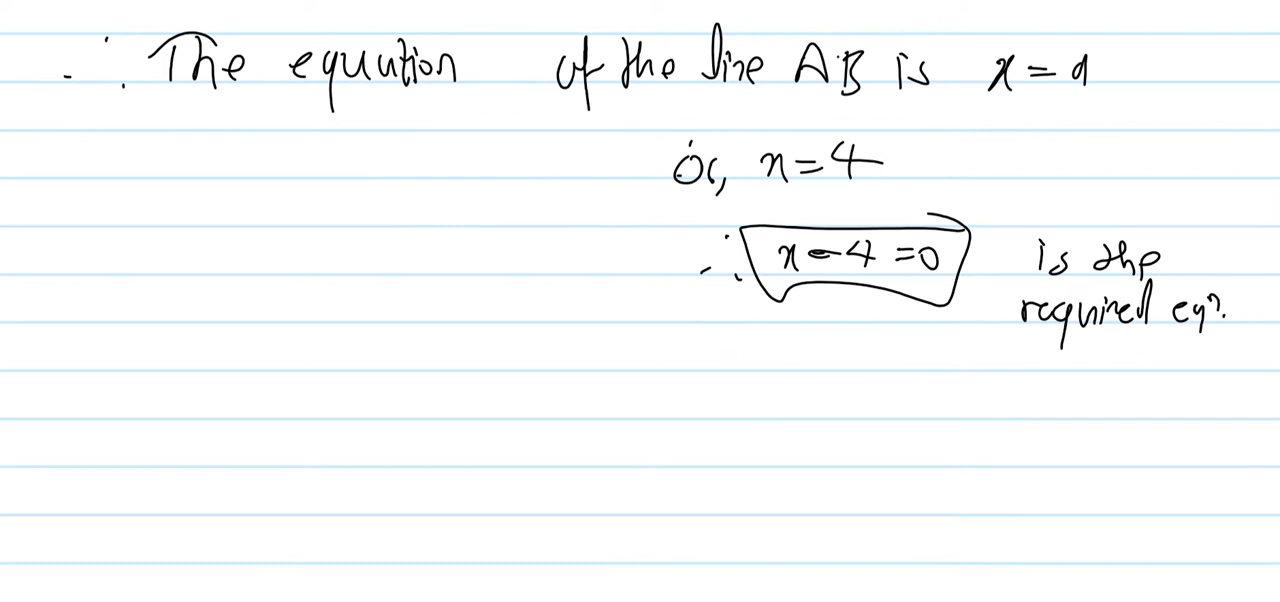 ∴ The equation of the line AB is x = a
Or, x = 4
∴ x - 4 = 0 is the
required eqn.